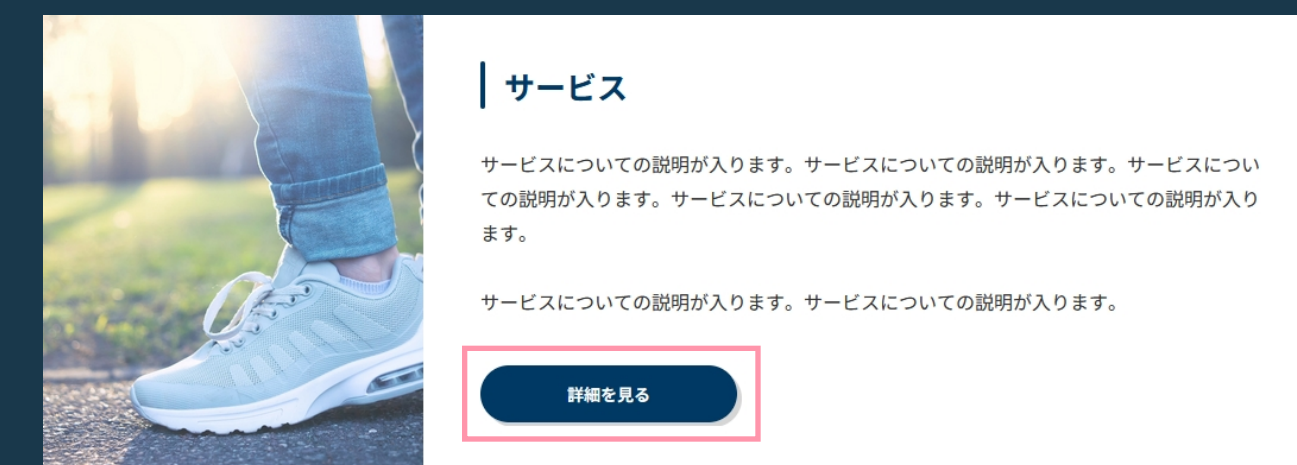 サービス
サービスについての説明が入ります。サービスについての説明が入ります。サービスについ
ての説明が入ります。サービスについての説明が入ります。サービスについての説明が入り
ます。
サービスについての説明が入ります。サービスについての説明が入ります。
詳細を見る